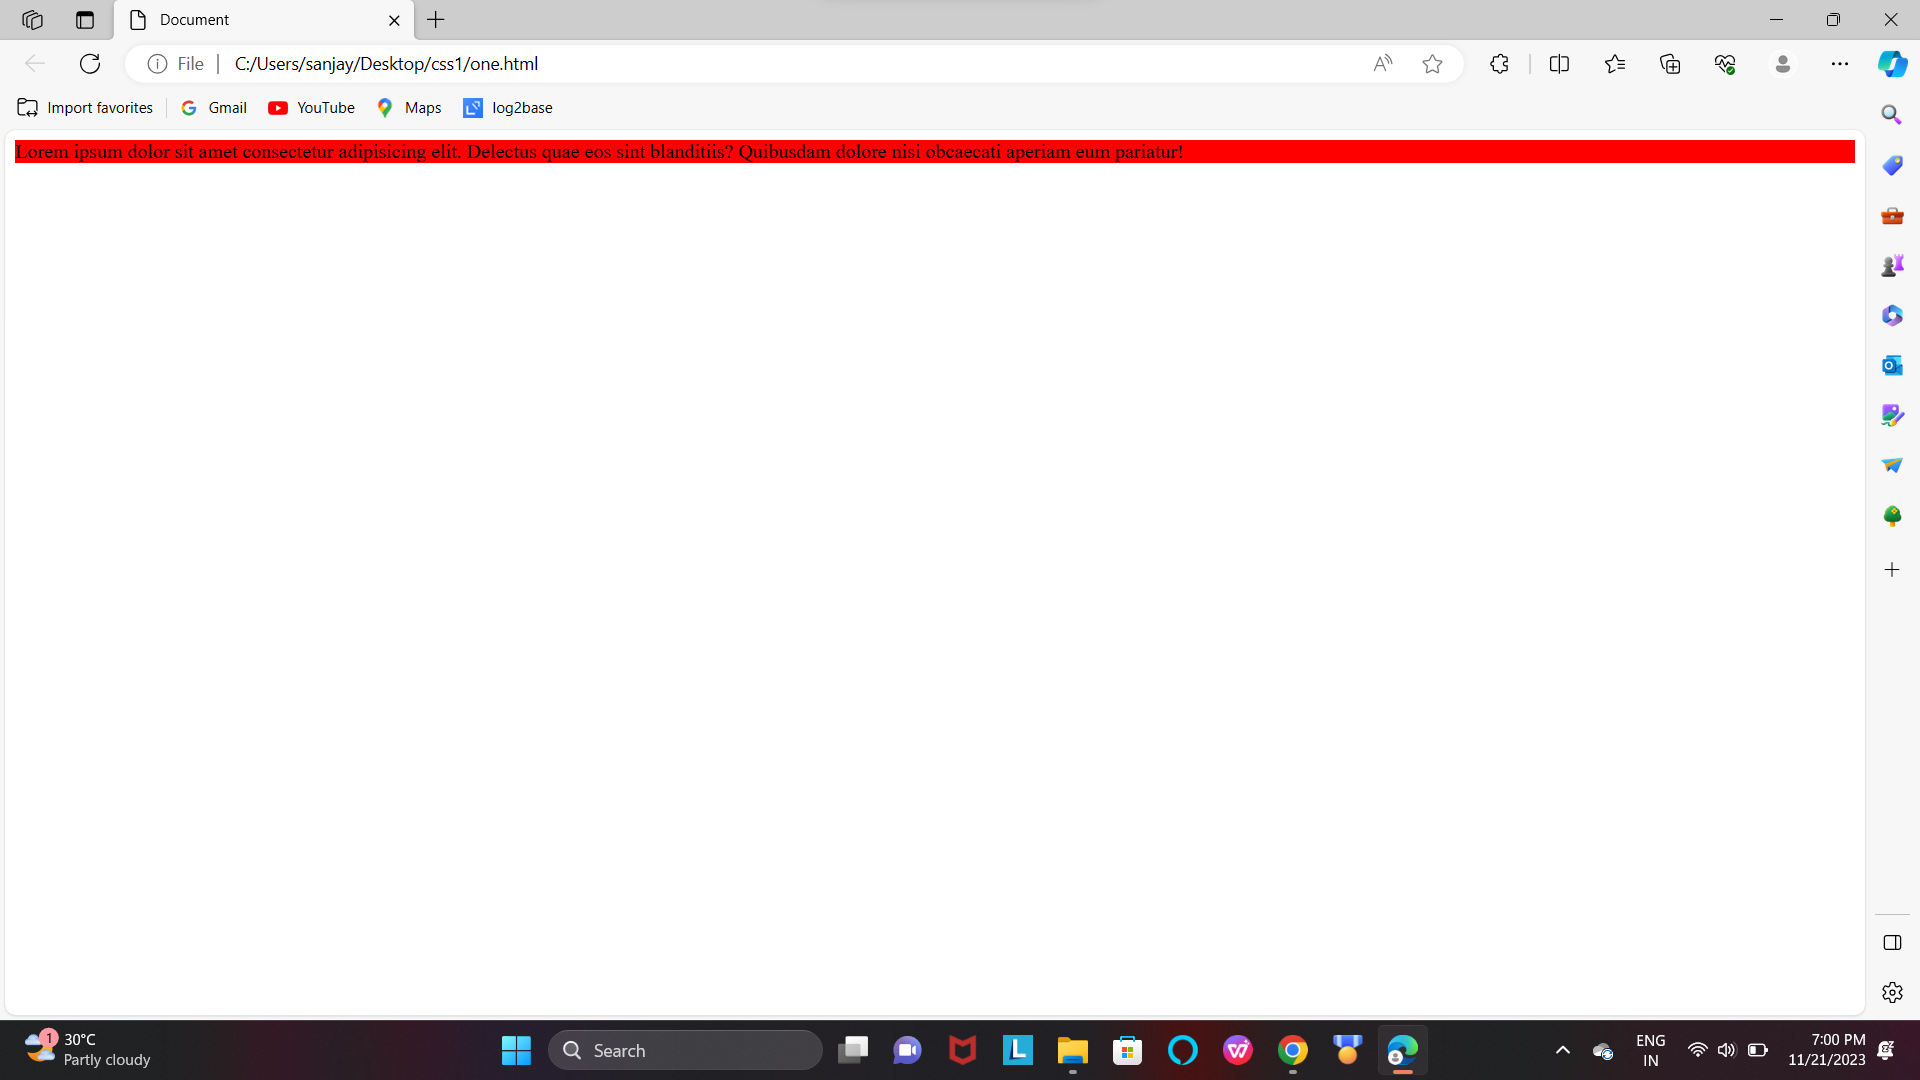 Document
File
C:/Users/sanjay/Desktop/css1/one.html
Import favorites
Gmail
YouTube
Maps
log2base
Lorem ipsum dolor sit amet consectetur adipisicing elit. Delectus quae eos sint blanditiis? Quibusdam dolore nisi obcaecati aperiam eum pariatur!
1
30°C
Partly cloudy
Search
L
ENG
IN
7:00 PM
11/21/2023